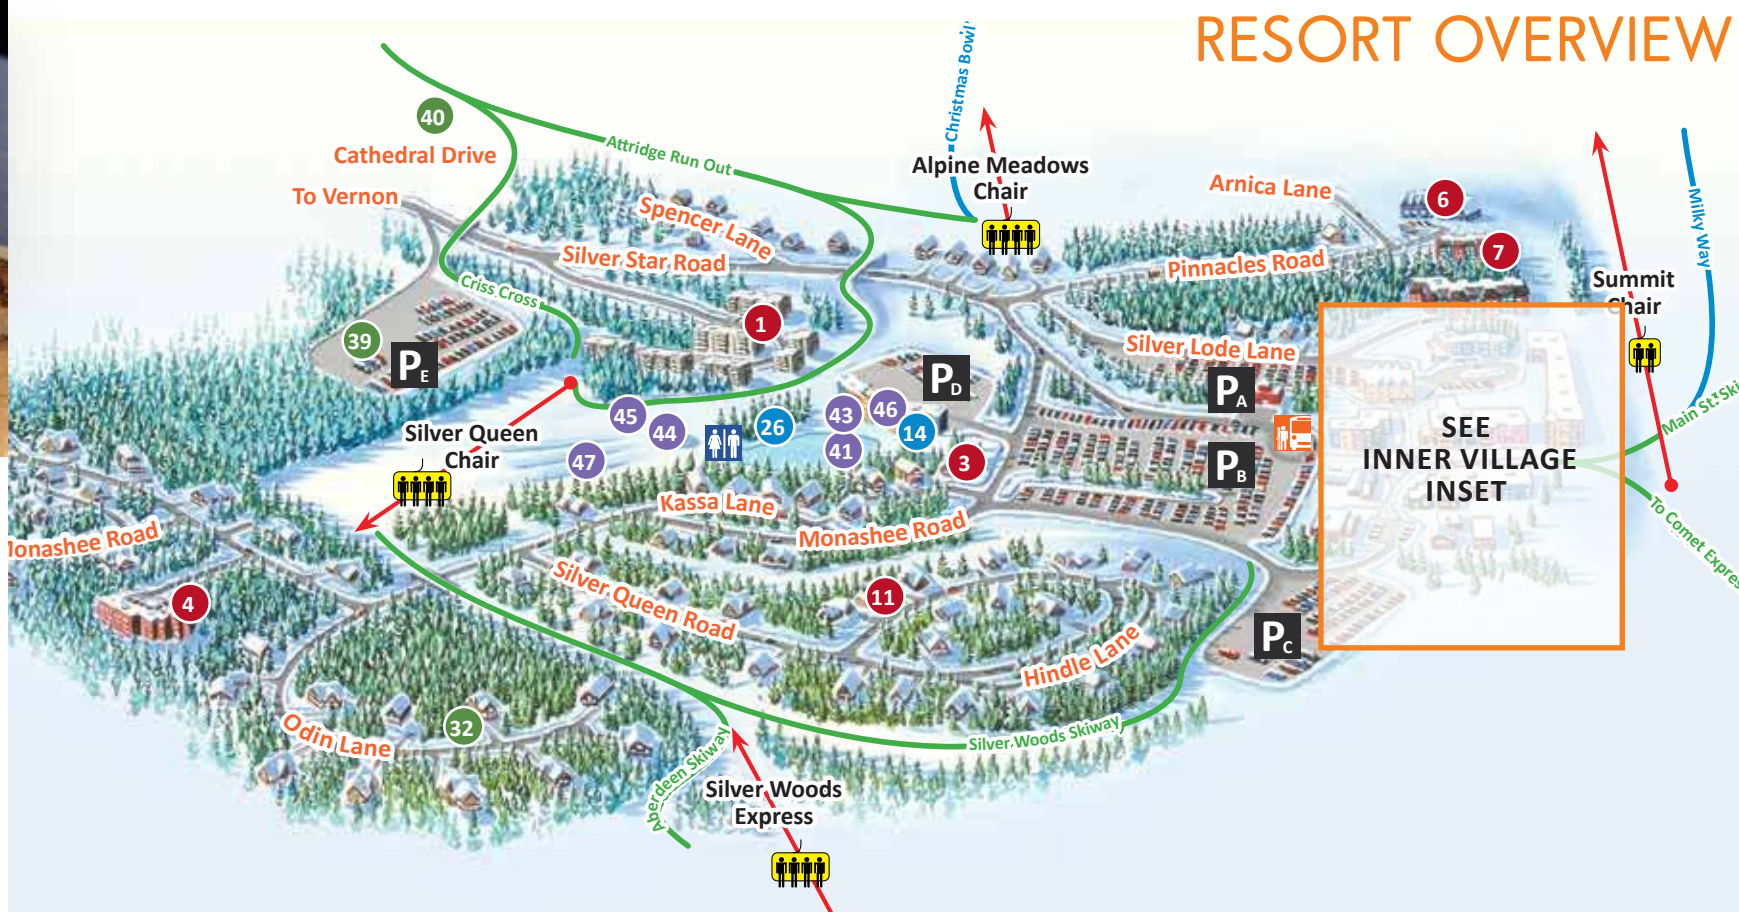 RESORT OVERVIEW
Christmas Bowl
40
Attridge Run Out
Cathedral Drive
Alpine Meadows
Chair
To Vernon
Arnica Lane
6
Milky Way
Spencer Lane
Silver Star Road
Pinnacles Road
7
Summit
Chair
Criss Cross
1
39
PE
Silver Lode Lane
PD
PA
45
44
26
43
46
14
41
3
Silver Queen
Chair
47
PB
SEE
INNER VILLAGE
INSET
Main St. Ski
To Comet Expres
Kassa Lane
Monashee Road
Monashee Road
4
Silver Queen Road
11
PC
Hindle Lane
Odin Lane
32
Silver Woods Skiway
Aberdeen Skiway
Silver Woods
Express